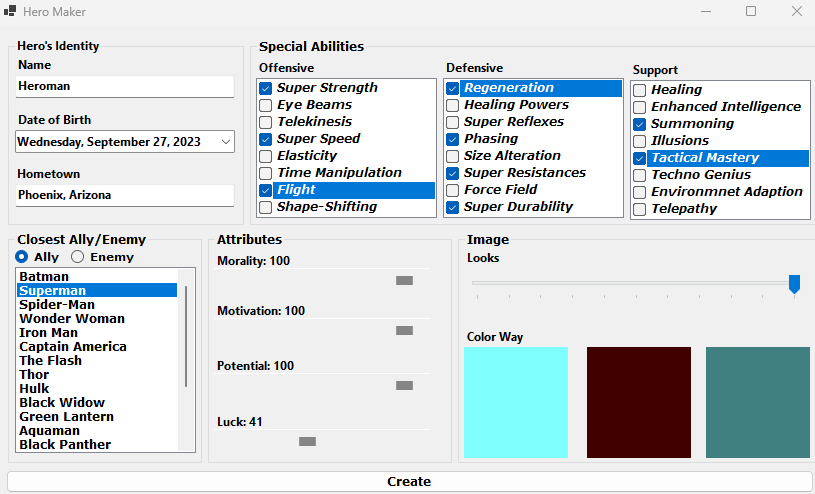 Hero Maker
Hero's Identity
Name
Heroman
Date of Birth
Wednesday, September 27, 2023
Hometown
Phoenix, Arizona
Special Abilities
Offensive
Super Strength
Eye Beams
Telekinesis
Super Speed
Elasticity
Time Manipulation
Flight
Shape-Shifting
Defensive
Regeneration
Healing Powers
Super Reflexes
Phasing
Size Alteration
Super Resistances
Force Field
Super Durability
Support
Healing
Enhanced Intelligence
Summoning
Illusions
Tactical Mastery
Techno Genius
Environmnet Adaption
Telepathy
Closest Ally/Enemy
Ally Enemy
Batman
Superman
Spider-Man
Wonder Woman
Iron Man
Captain America
The Flash
Thor
Hulk
Black Widow
Green Lantern
Aquaman
Black Panther
Attributes
Morality: 100
Motivation: 100
Potential: 100
Luck: 41
Image
Looks
Color Way
Create